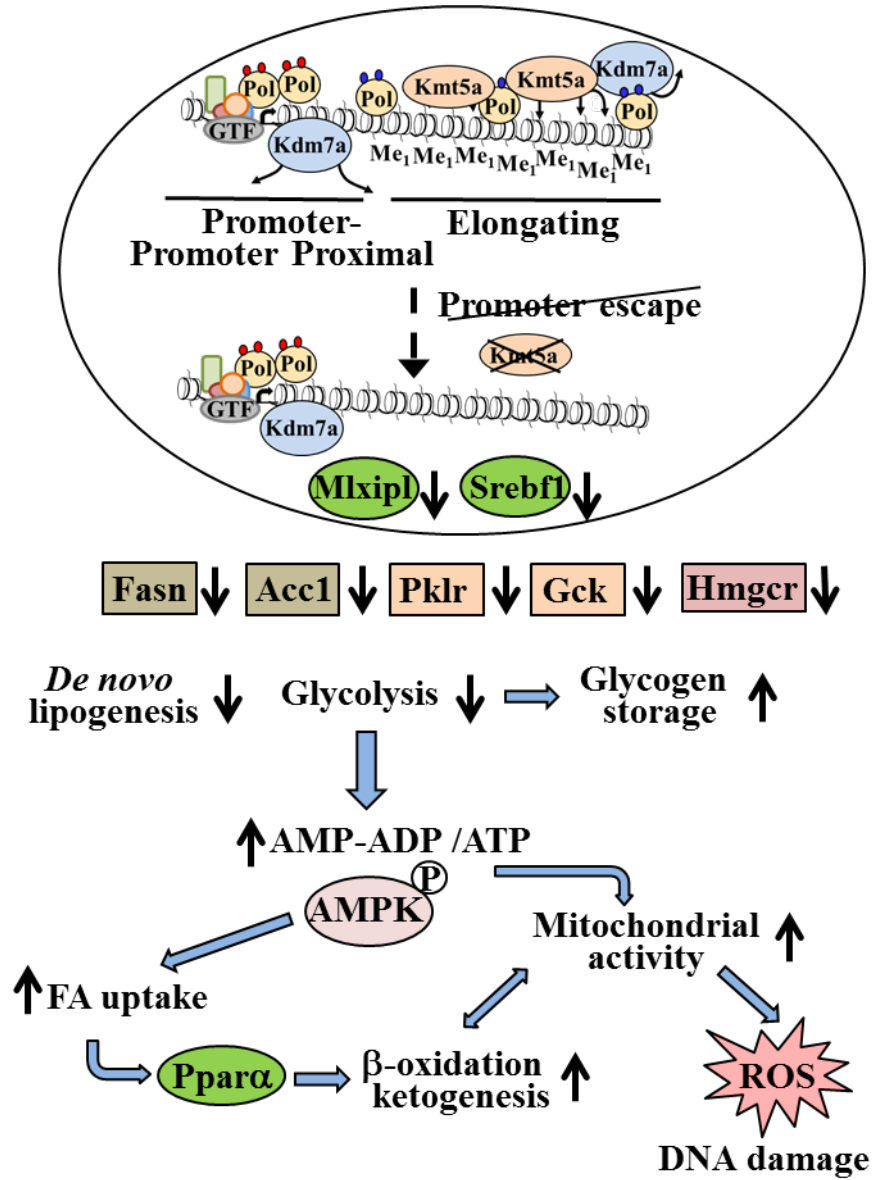 Pol Pol Pol Kmt5a Pol Kmt5a Kdm7a Pol
GTF
Kdm7a
Me1 Me1 Me1 Me1 Me1 Me1 Me1
Promoter-
Promoter Proximal
Elongating
Promoter escape
Kmt5a
Pol Pol
GTF
Kdm7a
Mlxipl Srebf1
Fasn Acc1 Pklr Gck Hmgcr
De novo
lipogenesis
Glycolysis
Glycogen
storage
AMP-ADP /ATP
P
AMPK
Mitochondrial
activity
FA uptake
Pparα
β-oxidation
ketogenesis
ROS
DNA damage